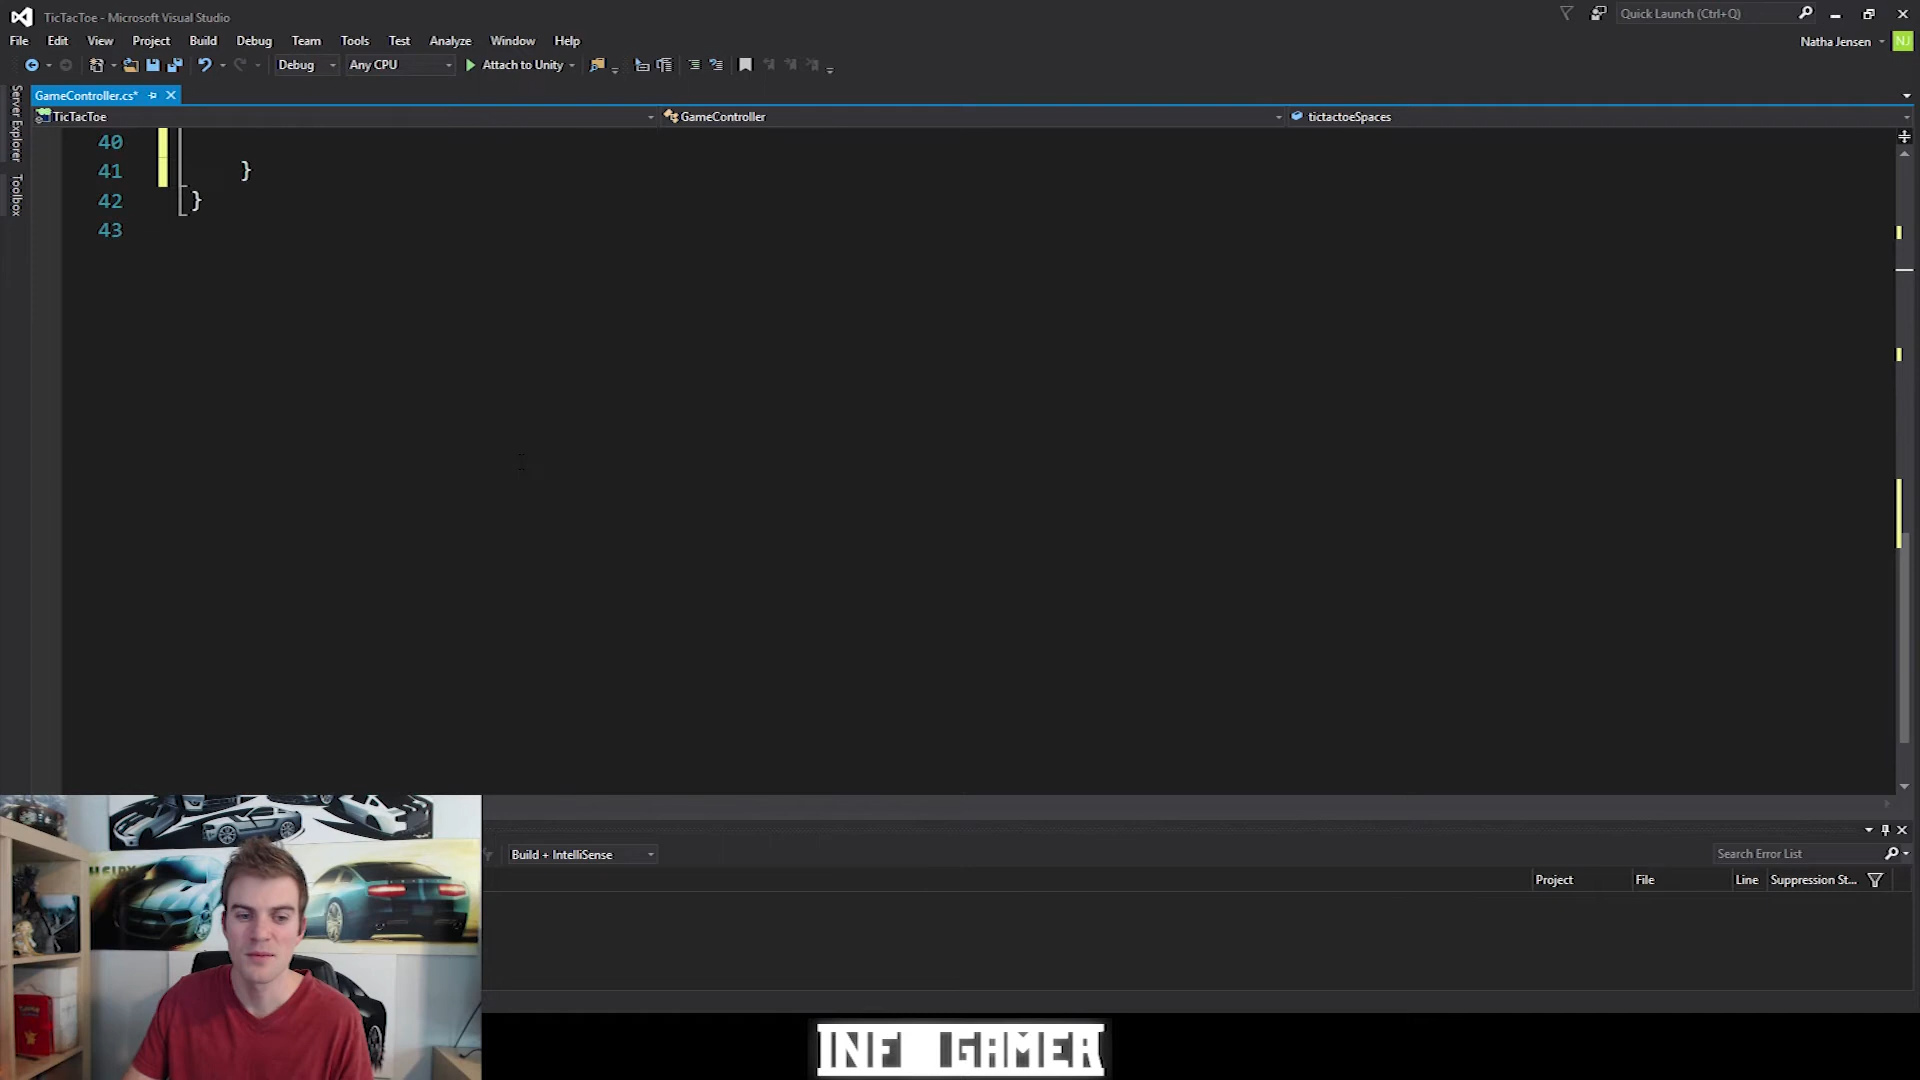 TicTacToe - Microsoft Visual Studio
Quick Launch (Ctrl+Q)
File Edit View Project Build Debug Team Tools Test Analyze Window Help
Natha Jensen NJ
Debug Any CPU Attach to Unity
Server Explorer
Toolbox
GameController.cs*
TicTacToe GameController tictactoeSpaces
40
41 }
42 }
43
Build + IntelliSense
Search Error List
Project File Line Suppression St...
INF GAMER